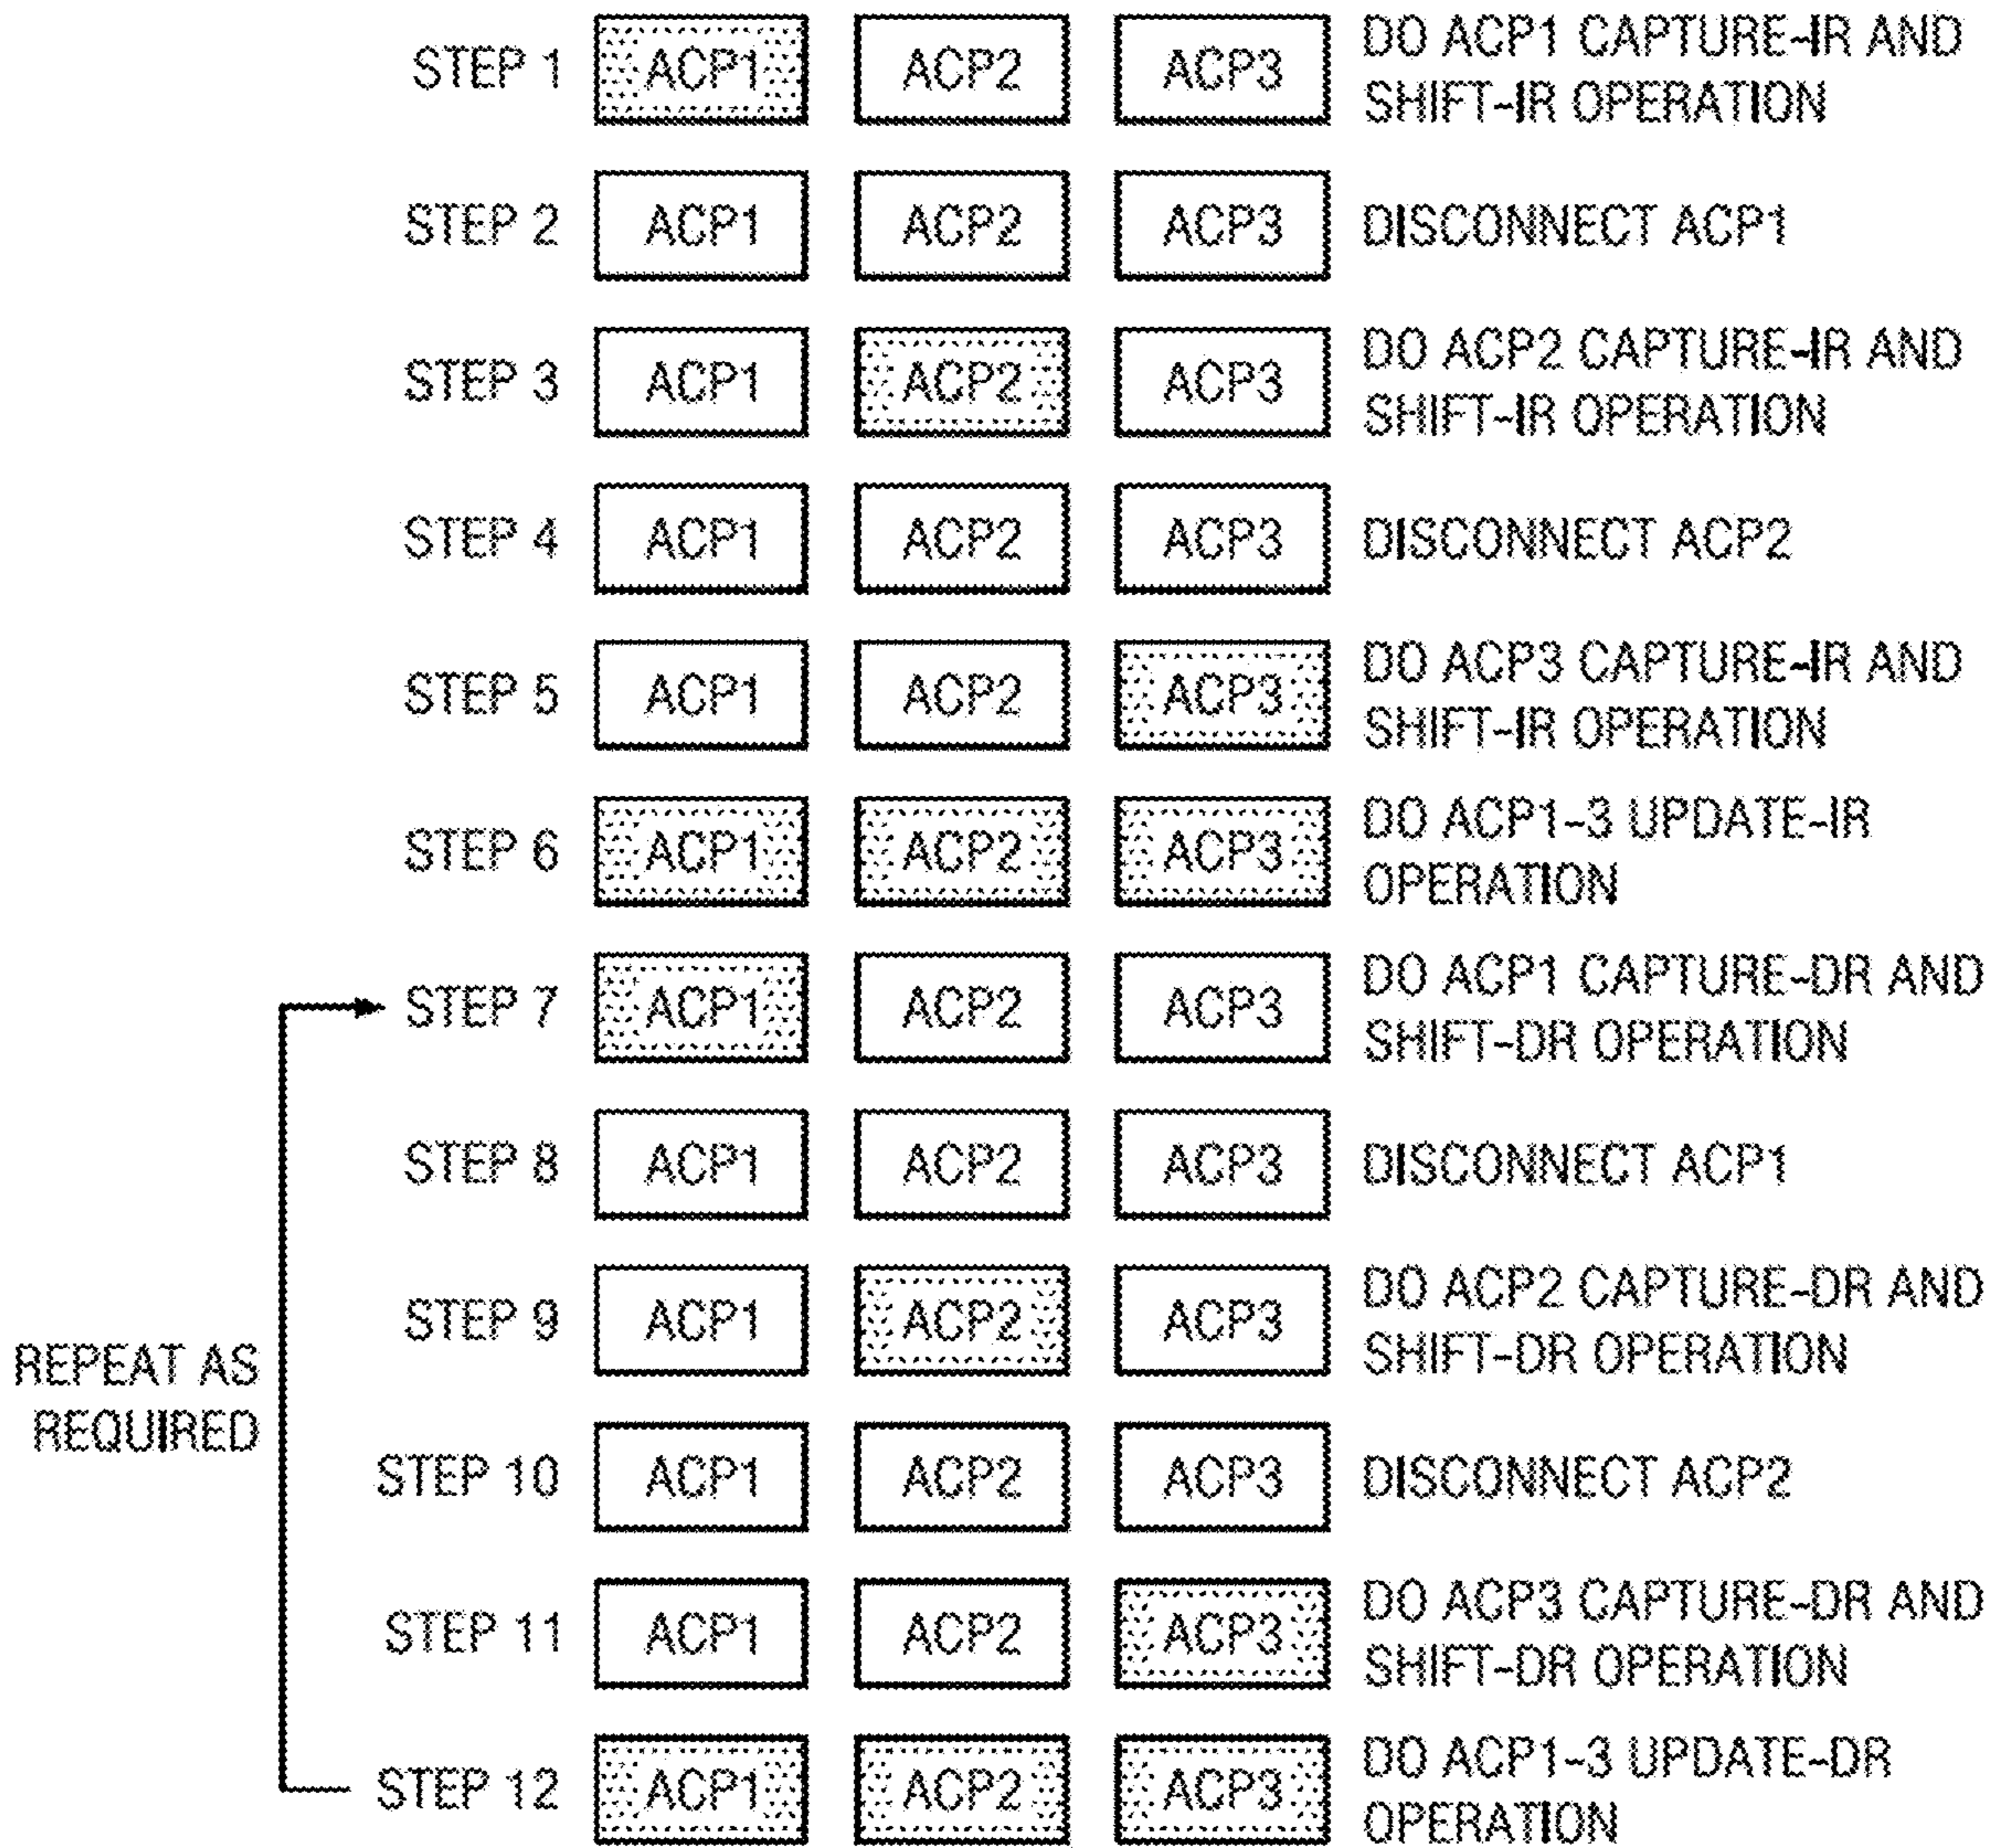 STEP 1 ACP1 ACP2 ACP3 DO ACP1 CAPTURE-IR AND
SHIFT-IR OPERATION
STEP 2 ACP1 ACP2 ACP3 DISCONNECT ACP1
STEP 3 ACP1 ACP2 ACP3 DO ACP2 CAPTURE-IR AND
SHIFT-IR OPERATION
STEP 4 ACP1 ACP2 ACP3 DISCONNECT ACP2
STEP 5 ACP1 ACP2 ACP3 DO ACP3 CAPTURE-IR AND
SHIFT-IR OPERATION
STEP 6 ACP1 ACP2 ACP3 DO ACP1-3 UPDATE-IR
OPERATION
STEP 7 ACP1 ACP2 ACP3 DO ACP1 CAPTURE-DR AND
SHIFT-DR OPERATION
STEP 8 ACP1 ACP2 ACP3 DISCONNECT ACP1
STEP 9 ACP1 ACP2 ACP3 DO ACP2 CAPTURE-DR AND
SHIFT-DR OPERATION
REPEAT AS
REQUIRED
STEP 10 ACP1 ACP2 ACP3 DISCONNECT ACP2
STEP 11 ACP1 ACP2 ACP3 DO ACP3 CAPTURE-DR AND
SHIFT-DR OPERATION
STEP 12 ACP1 ACP2 ACP3 DO ACP1-3 UPDATE-DR
OPERATION